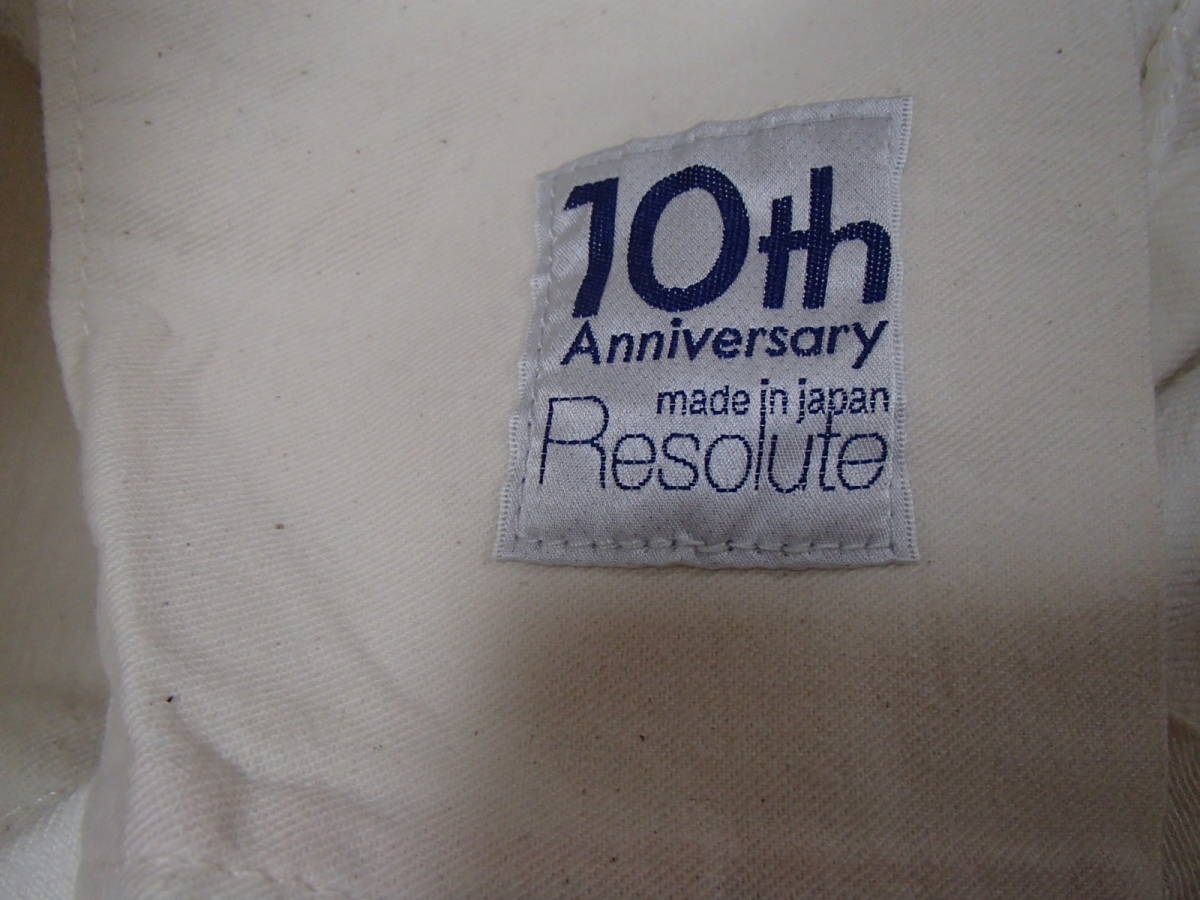 10th
Anniversary
made in japan
Resolute